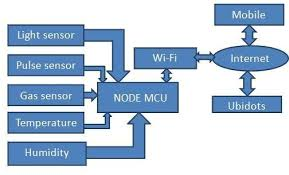 Light sensor
Pulse sensor
Gas sensor
Temperature
Humidity
NODE MCU
Wi-Fi
Mobile
Internet
Ubidots